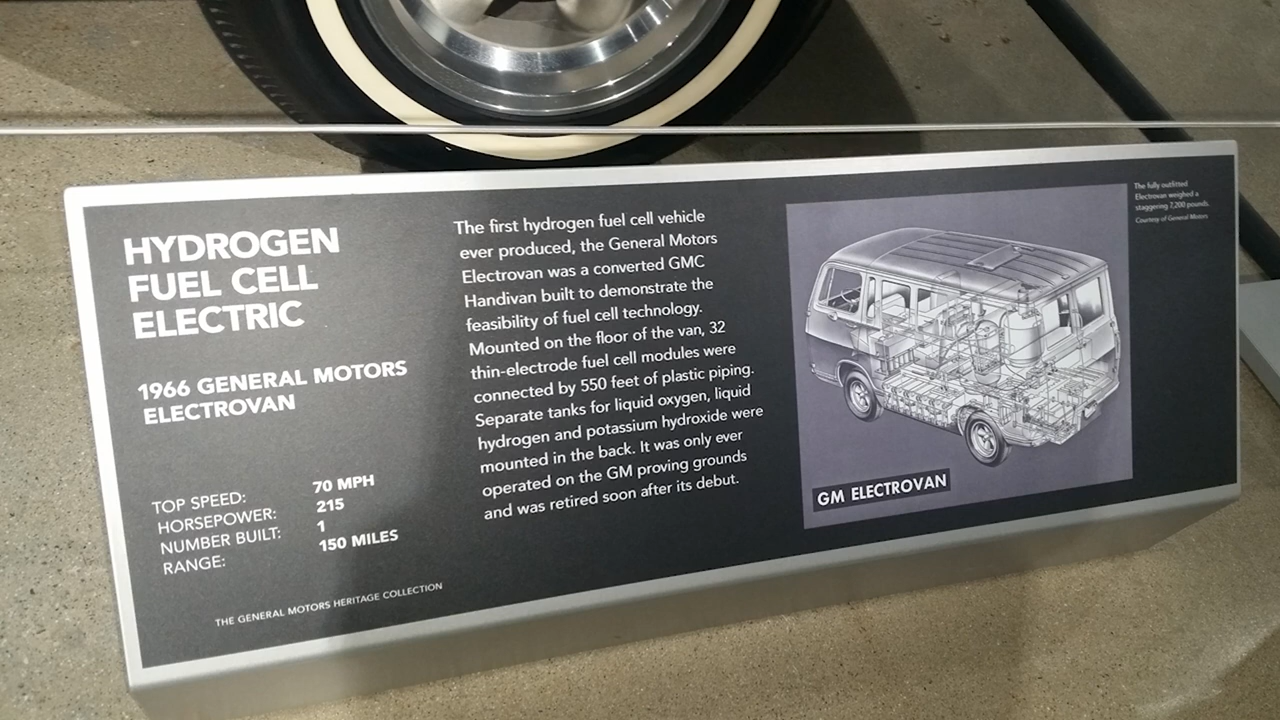 HYDROGEN
FUEL CELL
ELECTRIC
1966 GENERAL MOTORS
ELECTROVAN
TOP SPEED: 70 MPH
HORSEPOWER: 215
NUMBER BUILT: 1
RANGE: 150 MILES
THE GENERAL MOTORS HERITAGE COLLECTION
The first hydrogen fuel cell vehicle
ever produced, the General Motors
Electrovan was a converted GMC
Handivan built to demonstrate the
feasibility of fuel cell technology.
Mounted on the floor of the van, 32
thin-electrode fuel cell modules were
connected by 550 feet of plastic piping.
Separate tanks for liquid oxygen, liquid
hydrogen and potassium hydroxide were
mounted in the back. It was only ever
operated on the GM proving grounds
and was retired soon after its debut.
GM ELECTROVAN
The fully outfitted
Electrovan weighed a
staggering 7,200 pounds.
Courtesy of General Motors